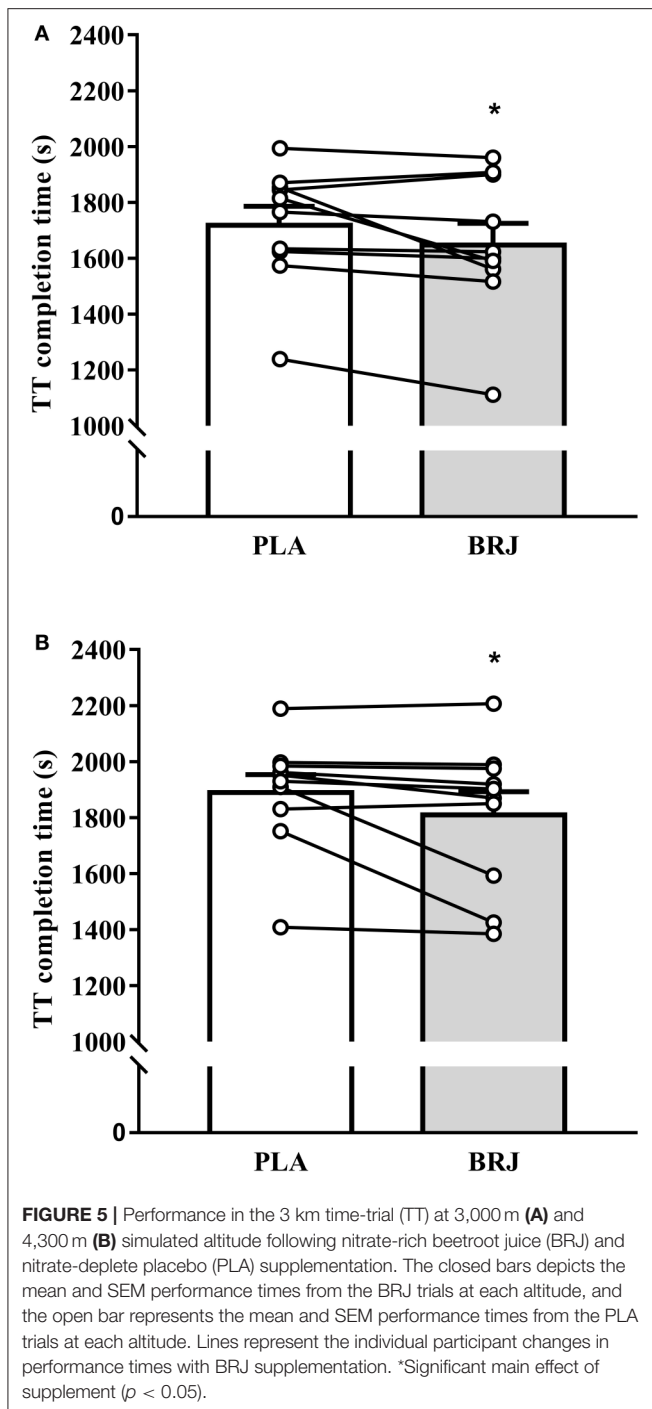 A
2400
2200
2000
1800
1600
1400
1200
1000
0
TT completion time (s)
*
PLA BRJ
B
2400
2200
2000
1800
1600
1400
1200
1000
0
TT completion time (s)
*
PLA BRJ
FIGURE 5 | Performance in the 3 km time-trial (TT) at 3,000 m (A) and
4,300 m (B) simulated altitude following nitrate-rich beetroot juice (BRJ) and
nitrate-deplete placebo (PLA) supplementation. The closed bars depicts the
mean and SEM performance times from the BRJ trials at each altitude, and
the open bar represents the mean and SEM performance times from the PLA
trials at each altitude. Lines represent the individual participant changes in
performance times with BRJ supplementation. *Significant main effect of
supplement (p < 0.05).